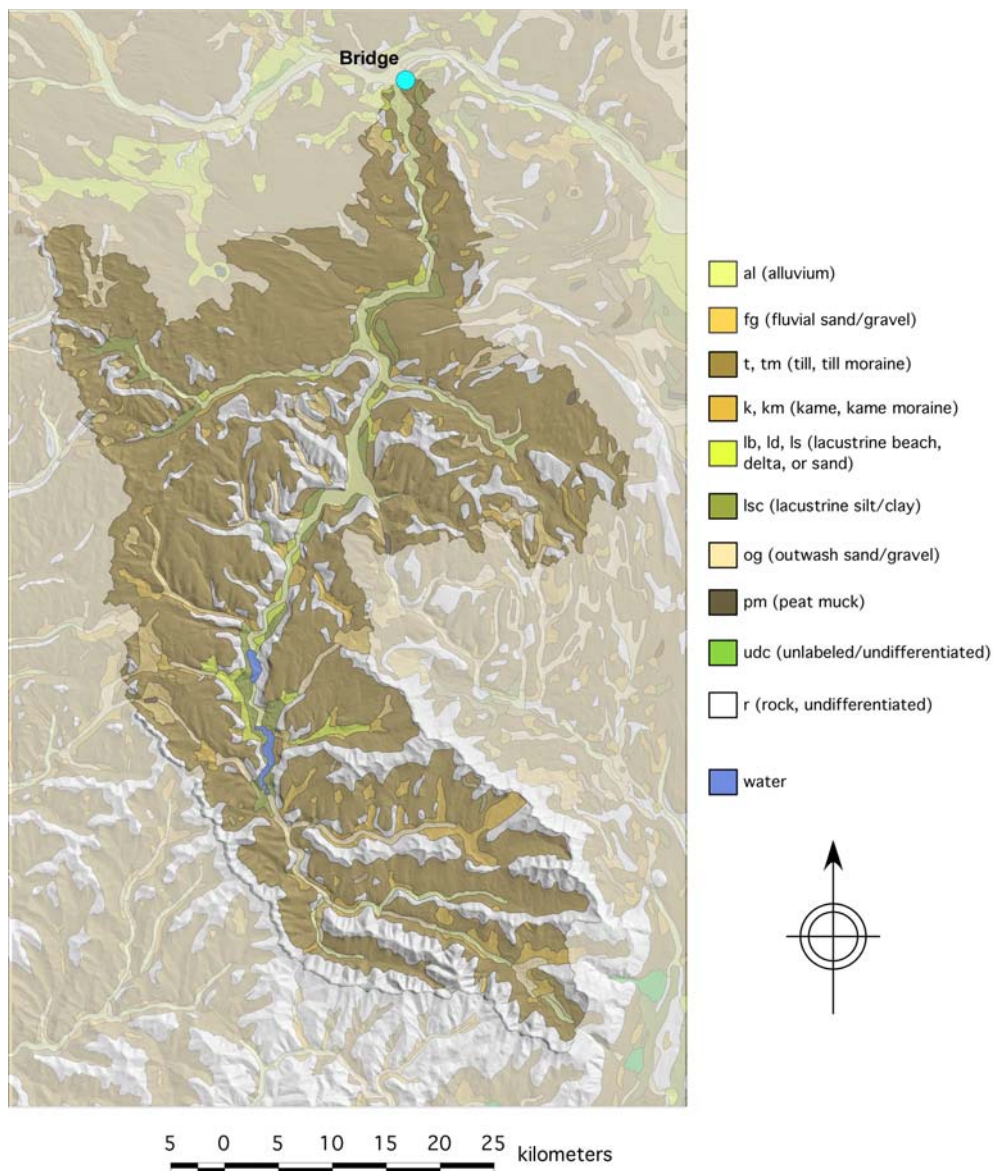 Bridge
al (alluvium)
fg (fluvial sand/gravel)
t, tm (till, till moraine)
k, km (kame, kame moraine)
lb, ld, ls (lacustrine beach,
delta, or sand)
lsc (lacustrine silt/clay)
og (outwash sand/gravel)
pm (peat muck)
udc (unlabeled/undifferentiated)
r (rock, undifferentiated)
water
5 0 5 10 15 20 25
kilometers